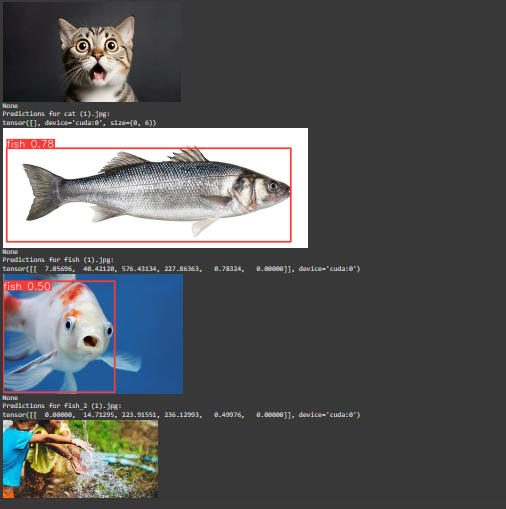 None
Predictions for cat (1).jpg:
tensor([], device='cuda:0', size=(0, 6))
fish 0.78
None
Predictions for fish (1).jpg:
tensor([[  7.05696,  40.42120, 576.43134, 227.86363,   0.78324,   0.00000]], device='cuda:0')
fish 0.50
None
Predictions for fish_2 (1).jpg:
tensor([[  0.00000,  14.71295, 223.91551, 236.12993,   0.49976,   0.00000]], device='cuda:0')